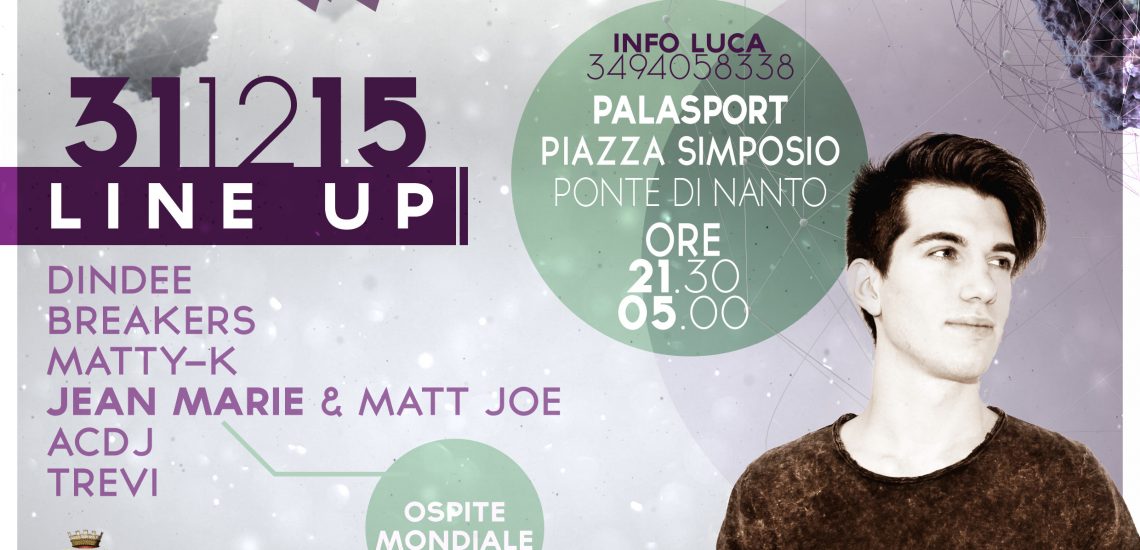 311215
LINE UP
DINDEE
BREAKERS
MATTY-K
JEAN MARIE & MATT JOE
ACDJ
TREVI
OSPITE
MONDIALE
INFO LUCA
3494058338
PALASPORT
PIAZZA SIMPOSIO
PONTE DI NANTO
ORE
21.30
05.00